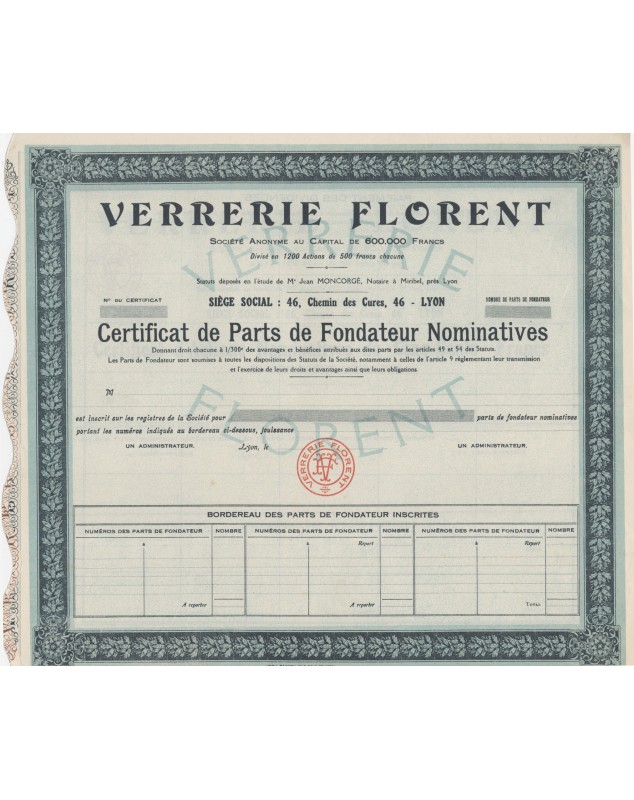 VERRERIE FLORENT
SOCIÉTÉ ANONYME AU CAPITAL DE 600.000 FRANCS
Divisé en 1200 Actions de 500 francs chacune
VERRERIE
Statuts déposés en l'étude de Mᵉ Jean MONCORGÉ, Notaire à Miribel, près Lyon
Nº DU CERTIFICAT
SIÈGE SOCIAL : 46, Chemin des Cures, 46 - LYON
NOMBRE DE PARTS DE FONDATEUR
Certificat de Parts de Fondateur Nominatives
Donnant droit chacune à 1/300ᵉ des avantages et bénéfices attribués aux dites parts par les articles 49 et 54 des Statuts.
Les Parts de Fondateur sont soumises à toutes les dispositions des Statuts de la Société, notamment à celles de l'article 9 réglementant leur transmission
et l'exercice de leurs droits et avantages ainsi que leurs obligations
M
FLORENT
est inscrit sur les registres de la Société pour parts de fondateur nominatives
portant les numéros indiqués au bordereau ci-dessous, jouissance
UN ADMINISTRATEUR. Lyon, le UN ADMINISTRATEUR.
VERRERIE FLORENT
VF
BORDEREAU DES PARTS DE FONDATEUR INSCRITES
NUMÉROS DES PARTS DE FONDATEUR NOMBRE NUMÉROS DES PARTS DE FONDATEUR NOMBRE NUMÉROS DES PARTS DE FONDATEUR NOMBRE
à à Report à Report
A reporter A reporter TOTAL